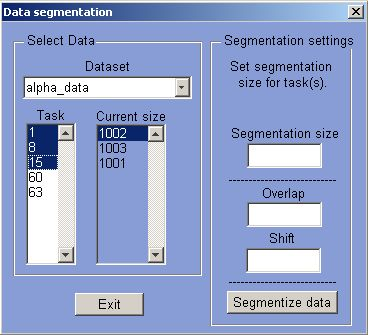 Data segmentation
Select Data
Dataset
alpha_data
Task
1
8
15
60
63
Current size
1002
1003
1001
Exit
Segmentation settings
Set segmentation
size for task(s).
Segmentation size
--------------------------
Overlap
Shift
--------------------------
Segmentize data